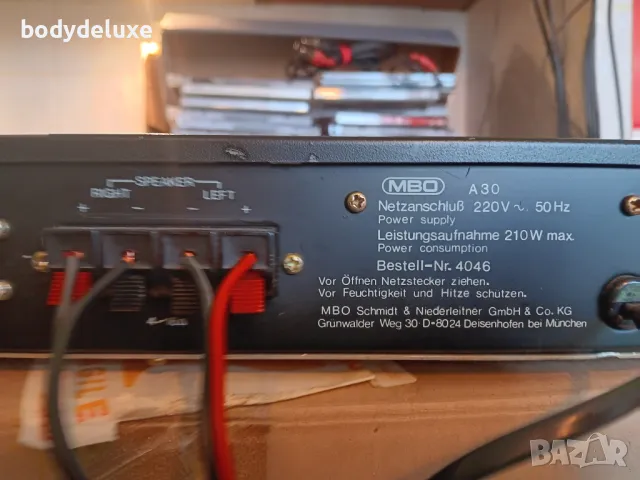 bodydeluxe
SPEAKER
RIGHT LEFT
+ - - +
MBO A30
Netzanschluß 220V ~ 50Hz
Power supply
Leistungsaufnahme 210W max.
Power consumption
Bestell-Nr. 4046
Vor Öffnen Netzstecker ziehen.
Vor Feuchtigkeit und Hitze schützen.
MBO Schmidt & Niederleitner GmbH & Co. KG
Grünwalder Weg 30 D-8024 Deisenhofen bei München
BAZAR
bg